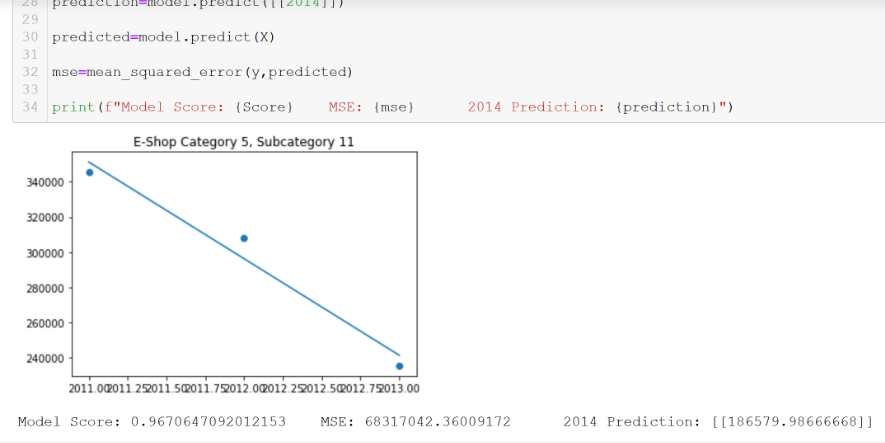 28 prediction=model.predict([[2014]])
29
30 predicted=model.predict(X)
31
32 mse=mean_squared_error(y,predicted)
33
34 print(f"Model Score: {Score}    MSE: {mse}      2014 Prediction: {prediction}")
E-Shop Category 5, Subcategory 11
340000
320000
300000
280000
260000
240000
2011.00 2011.25 2011.50 2011.75 2012.00 2012.25 2012.50 2012.75 2013.00
Model Score: 0.9670647092012153    MSE: 68317042.36009172      2014 Prediction: [[186579.98666668]]